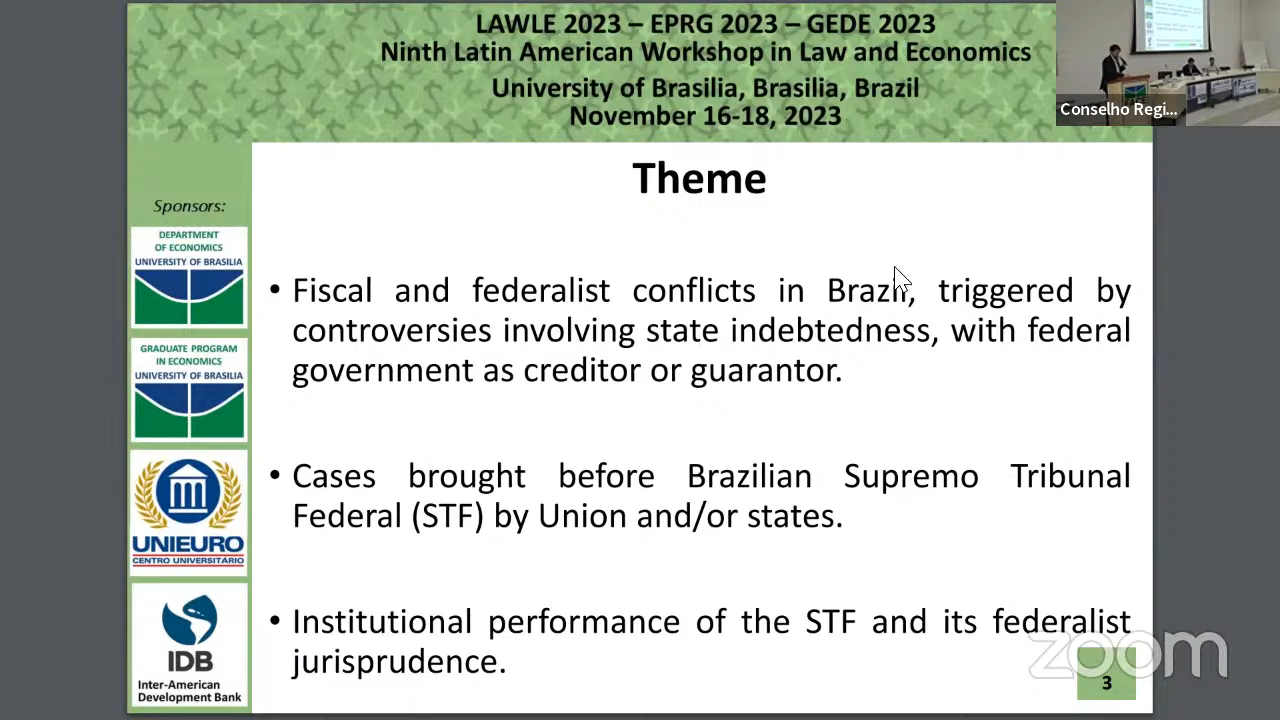 LAWLE 2023 – EPRG 2023 – GEDE 2023
Ninth Latin American Workshop in Law and Economics
University of Brasilia, Brasilia, Brazil
November 16-18, 2023
Conselho Regi...
Theme
Sponsors:
DEPARTMENT
OF ECONOMICS
UNIVERSITY OF BRASILIA
GRADUATE PROGRAM
IN ECONOMICS
UNIVERSITY OF BRASILIA
UNIEURO
CENTRO UNIVERSITÁRIO
IDB
Inter-American
Development Bank
• Fiscal and federalist conflicts in Brazil, triggered by
controversies involving state indebtedness, with federal
government as creditor or guarantor.
• Cases brought before Brazilian Supremo Tribunal
Federal (STF) by Union and/or states.
• Institutional performance of the STF and its federalist
jurisprudence.
zoom
3